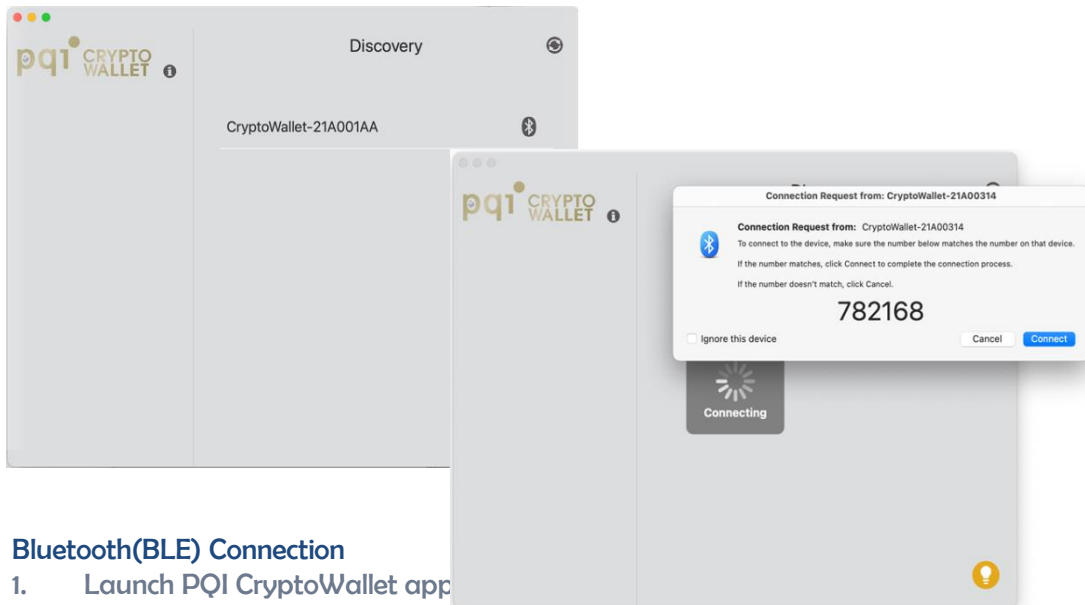 pqi CRYPTO WALLET
Discovery
CryptoWallet-21A001AA
pqi CRYPTO WALLET
Connection Request from: CryptoWallet-21A00314
Connection Request from: CryptoWallet-21A00314
To connect to the device, make sure the number below matches the number on that device.
If the number matches, click Connect to complete the connection process.
If the number doesn't match, click Cancel.
782168
Ignore this device
Cancel
Connect
Connecting
Bluetooth(BLE) Connection
1. Launch PQI CryptoWallet app